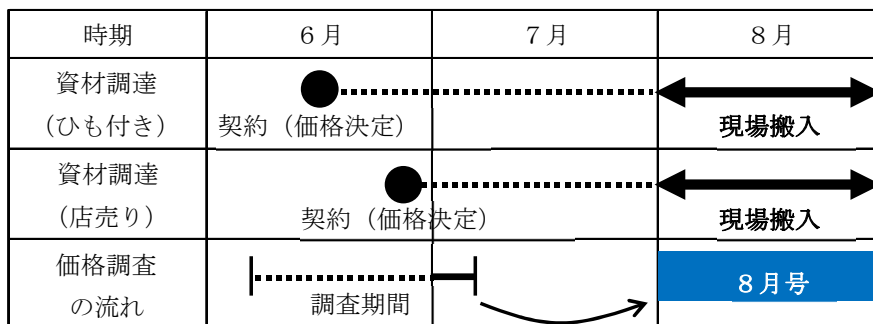 時期
６月
７月
８月
資材調達
（ひも付き）
契約（価格決定）
現場搬入
資材調達
（店売り）
契約（価格決定）
現場搬入
価格調査
の流れ
調査期間
８月号